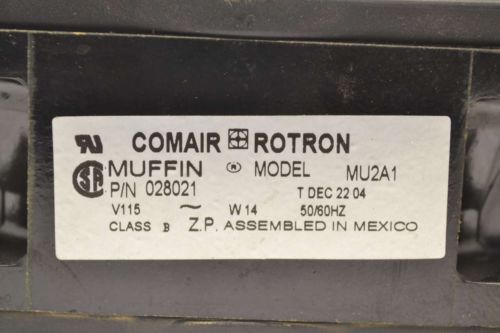 COMAIR ROTRON
MUFFIN ® MODEL MU2A1
P/N 028021 T DEC 22 04
V115 ~ W14 50/60HZ
CLASS B Z.P. ASSEMBLED IN MEXICO